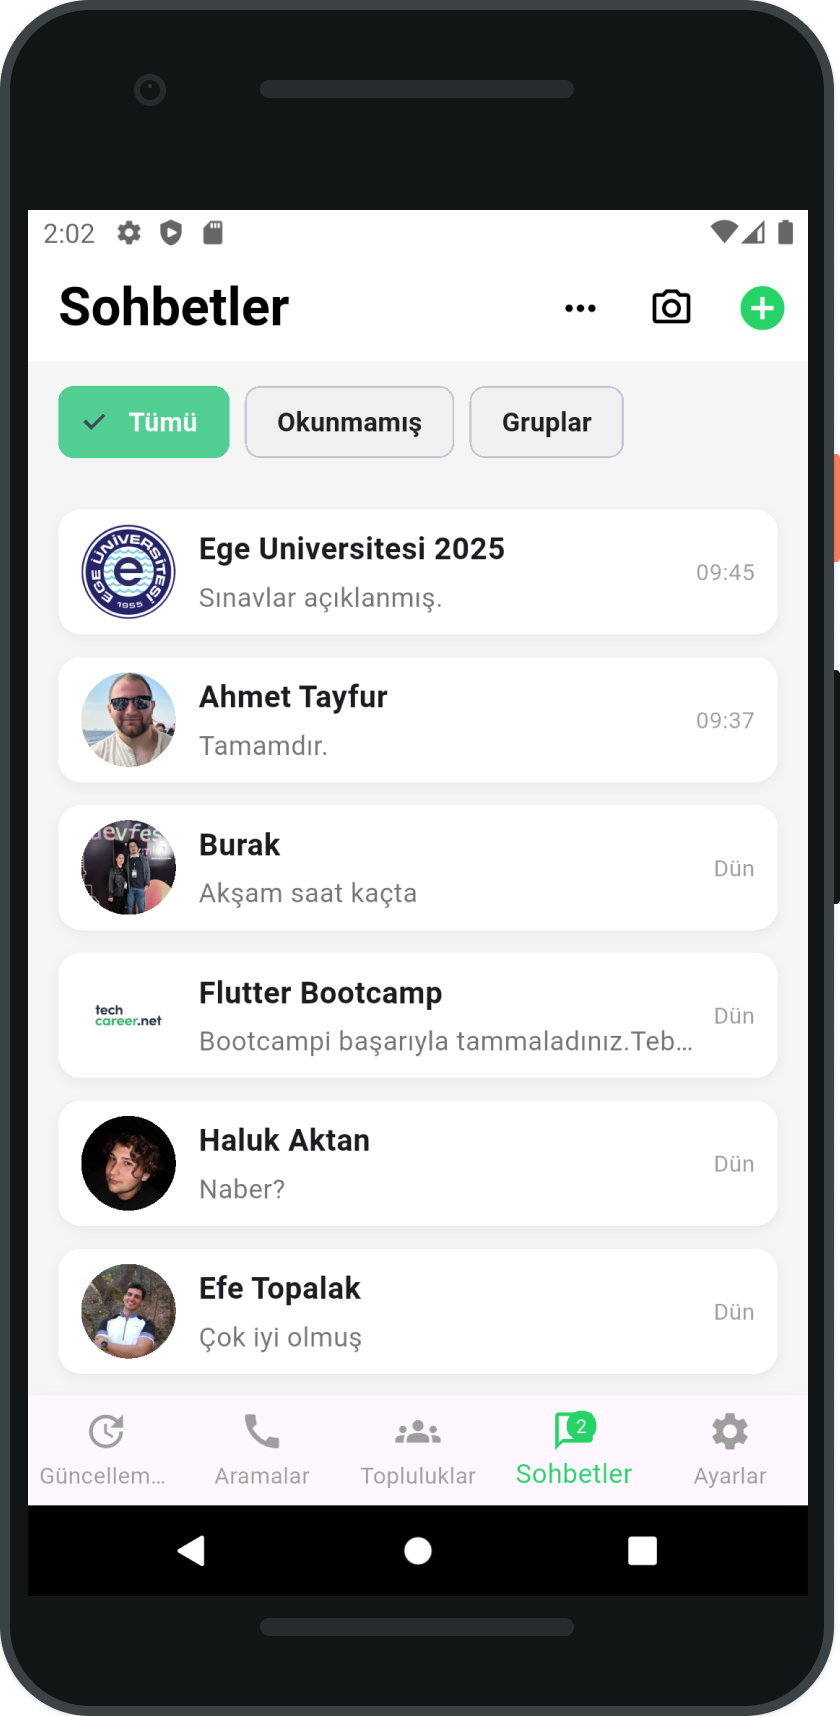 2:02
Sohbetler
Tümü
Okunmamış
Gruplar
EGE ÜNİVERSİTESİ
e
1955
Ege Universitesi 2025
Sınavlar açıklanmış.
09:45
Ahmet Tayfur
Tamamdır.
09:37
devfes
Burak
Akşam saat kaçta
Dün
tech
career.net
Flutter Bootcamp
Bootcampi başarıyla tammaladınız.Teb...
Dün
Haluk Aktan
Naber?
Dün
Efe Topalak
Çok iyi olmuş
Dün
2
Güncellem...
Aramalar
Topluluklar
Sohbetler
Ayarlar